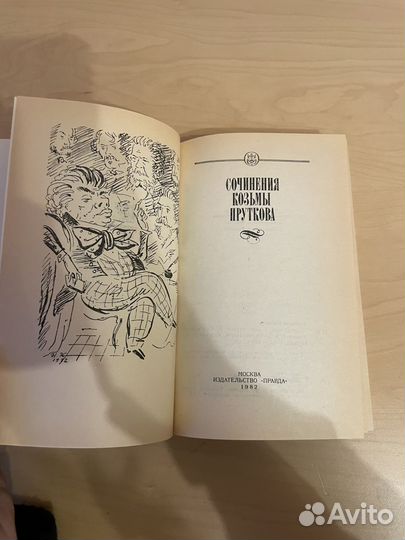 СОЧИНЕНИЯ
КОЗЬМЫ
ПРУТКОВА
МОСКВА
ИЗДАТЕЛЬСТВО «ПРАВДА»
1982
Avito